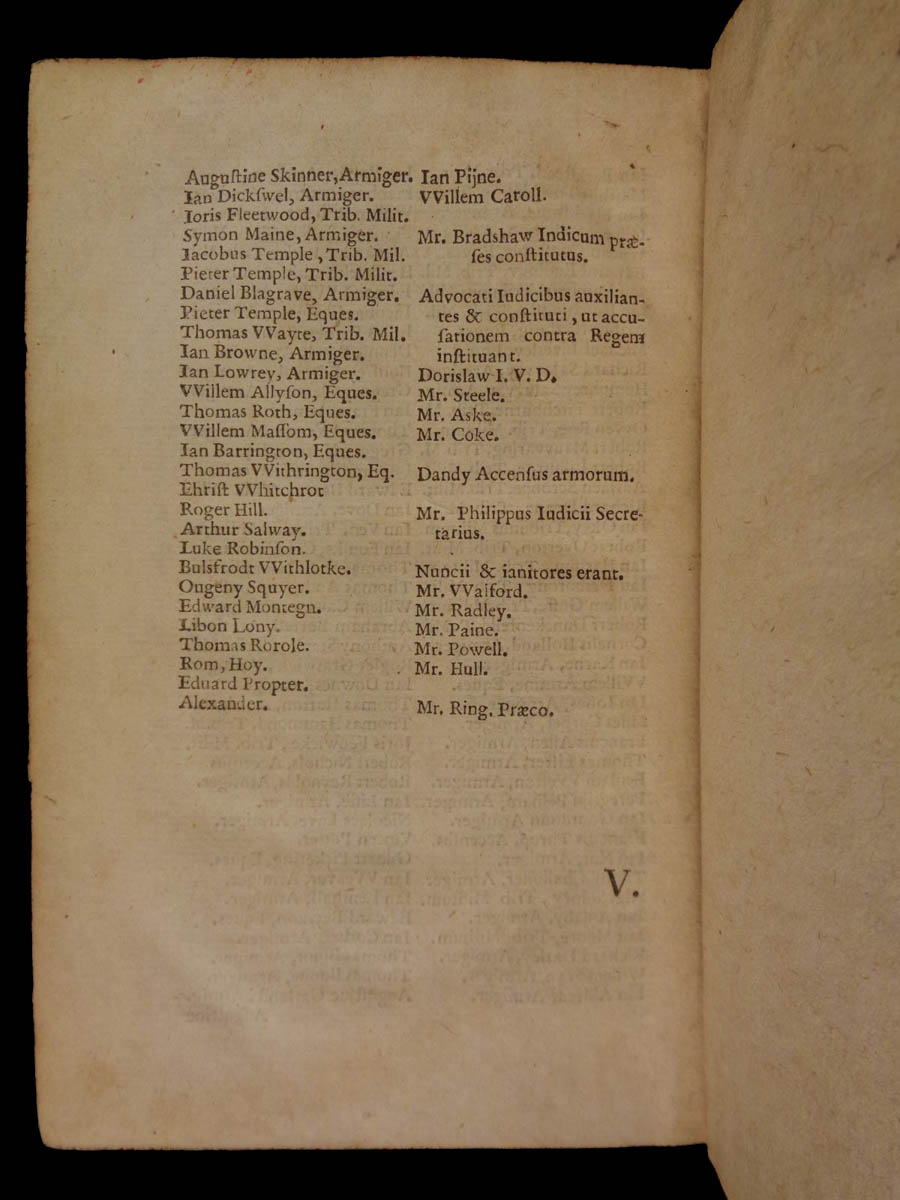 Auguſtine Skinner, Armiger.
Ian Dickſwel, Armiger.
Joris Fleetwood, Trib. Milit.
Symon Maine, Armiger.
Iacobus Temple, Trib. Mil.
Pieter Temple, Trib. Milit.
Daniel Blagrave, Armiger.
Pieter Temple, Eques.
Thomas VVayte, Trib. Mil.
Ian Browne, Armiger.
Ian Lowrey, Armiger.
VVillem Allyſon, Eques.
Thomas Roth, Eques.
VVillem Maſſom, Eques.
Ian Barrington, Eques.
Thomas VVithrington, Eq.
Ehriſt VVhitchrot
Roger Hill.
Arthur Salway.
Luke Robinſon.
Bulsfrodt VVithlotke.
Ongeny Squyer.
Edward Montegn.
Libon Lony.
Thomas Rorole.
Rom, Hoy.
Eduard Propter.
Alexander.
Ian Pijne.
VVillem Caroll.
Mr. Bradshaw Indicum præ-
ſes conſtitutus.
Advocati Iudicibus auxilian-
tes & conſtituti, ut accu-
ſationem contra Regem
inſtituant.
Dorislaw I. V. D.
Mr. Steele.
Mr. Aske.
Mr. Coke.
Dandy Accenſus armorum.
Mr. Philippus Iudicii Secre-
tarius.
Nuncii & ianitores erant.
Mr. VValford.
Mr. Radley.
Mr. Paine.
Mr. Powell.
Mr. Hull.
Mr. Ring, Præco.
V.